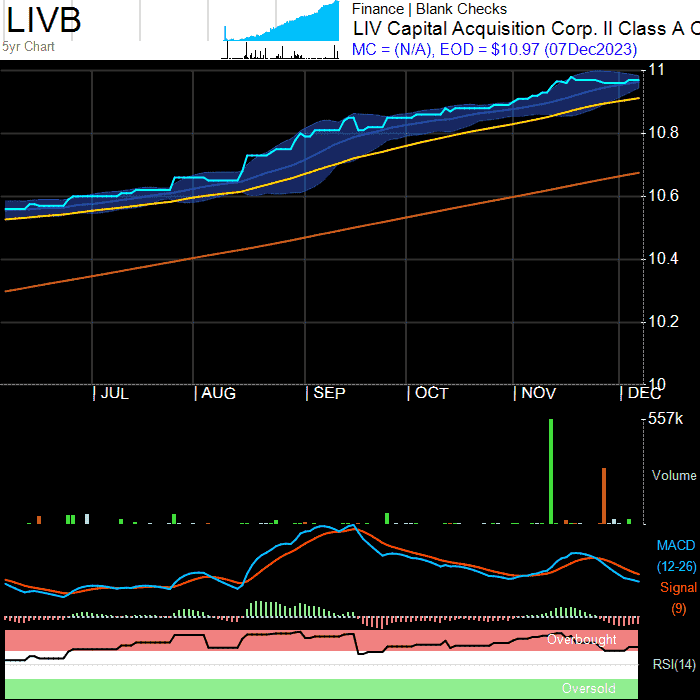 LIVB
5yr Chart
Finance | Blank Checks
LIV Capital Acquisition Corp. II Class A O
MC = (N/A), EOD = $10.97 (07Dec2023)
11
10.8
10.6
10.4
10.2
10
JUL AUG SEP OCT NOV DEC
557k
Volume
MACD
(12-26)
Signal
(9)
Overbought
RSI(14)
Oversold